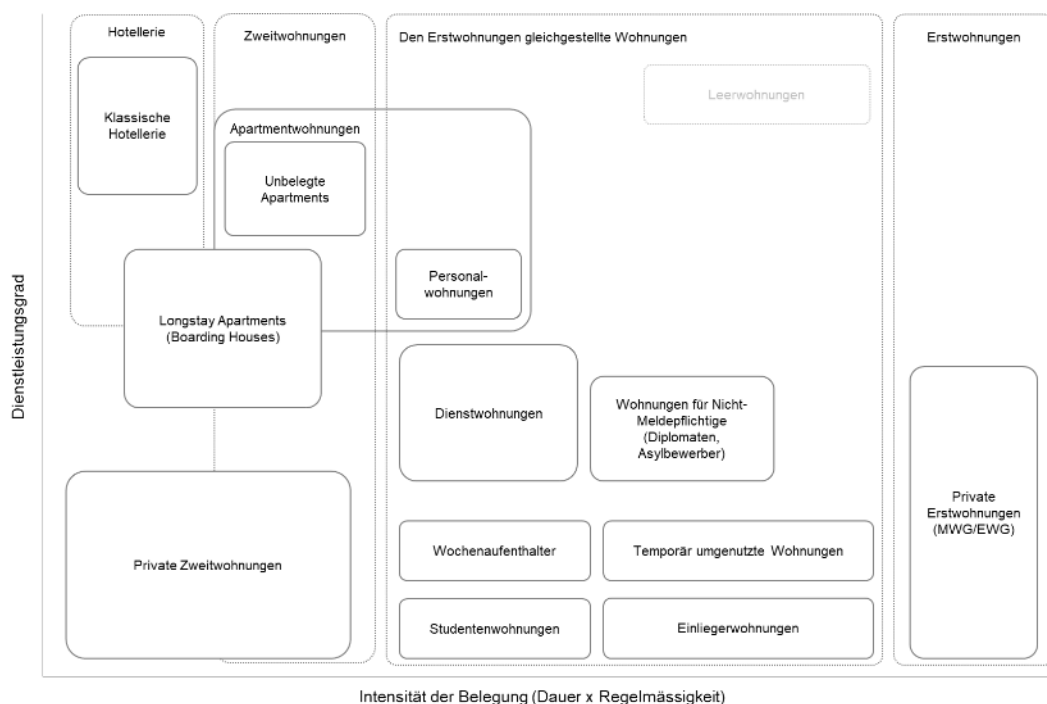 Hotellerie
Zweitwohnungen
Den Erstwohnungen gleichgestellte Wohnungen
Erstwohnungen
Klassische
Hotellerie
Leerwohnungen
Apartmentwohnungen
Unbelegte
Apartments
Personal-
wohnungen
Longstay Apartments
(Boarding Houses)
Dienstleistungsgrad
Dienstwohnungen
Wohnungen für Nicht-
Meldepflichtige
(Diplomaten,
Asylbewerber)
Private
Erstwohnungen
(MWG/EWG)
Private Zweitwohnungen
Wochenaufenthalter
Temporär umgenutzte Wohnungen
Studentenwohnungen
Einliegerwohnungen
Intensität der Belegung (Dauer x Regelmässigkeit)